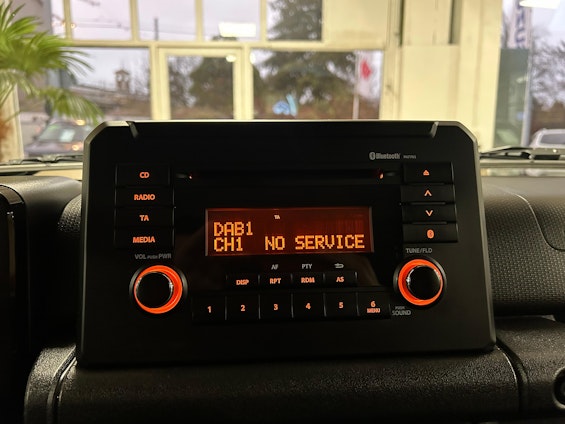 Bluetooth
CD
RADIO
TA
MEDIA
VOL PUSH PWR
TA
DAB1
CH1 NO SERVICE
AF PTY
DISP RPT RDM AS
1 2 3 4 5 6
MENU
TUNE/FLD
PUSH
SOUND